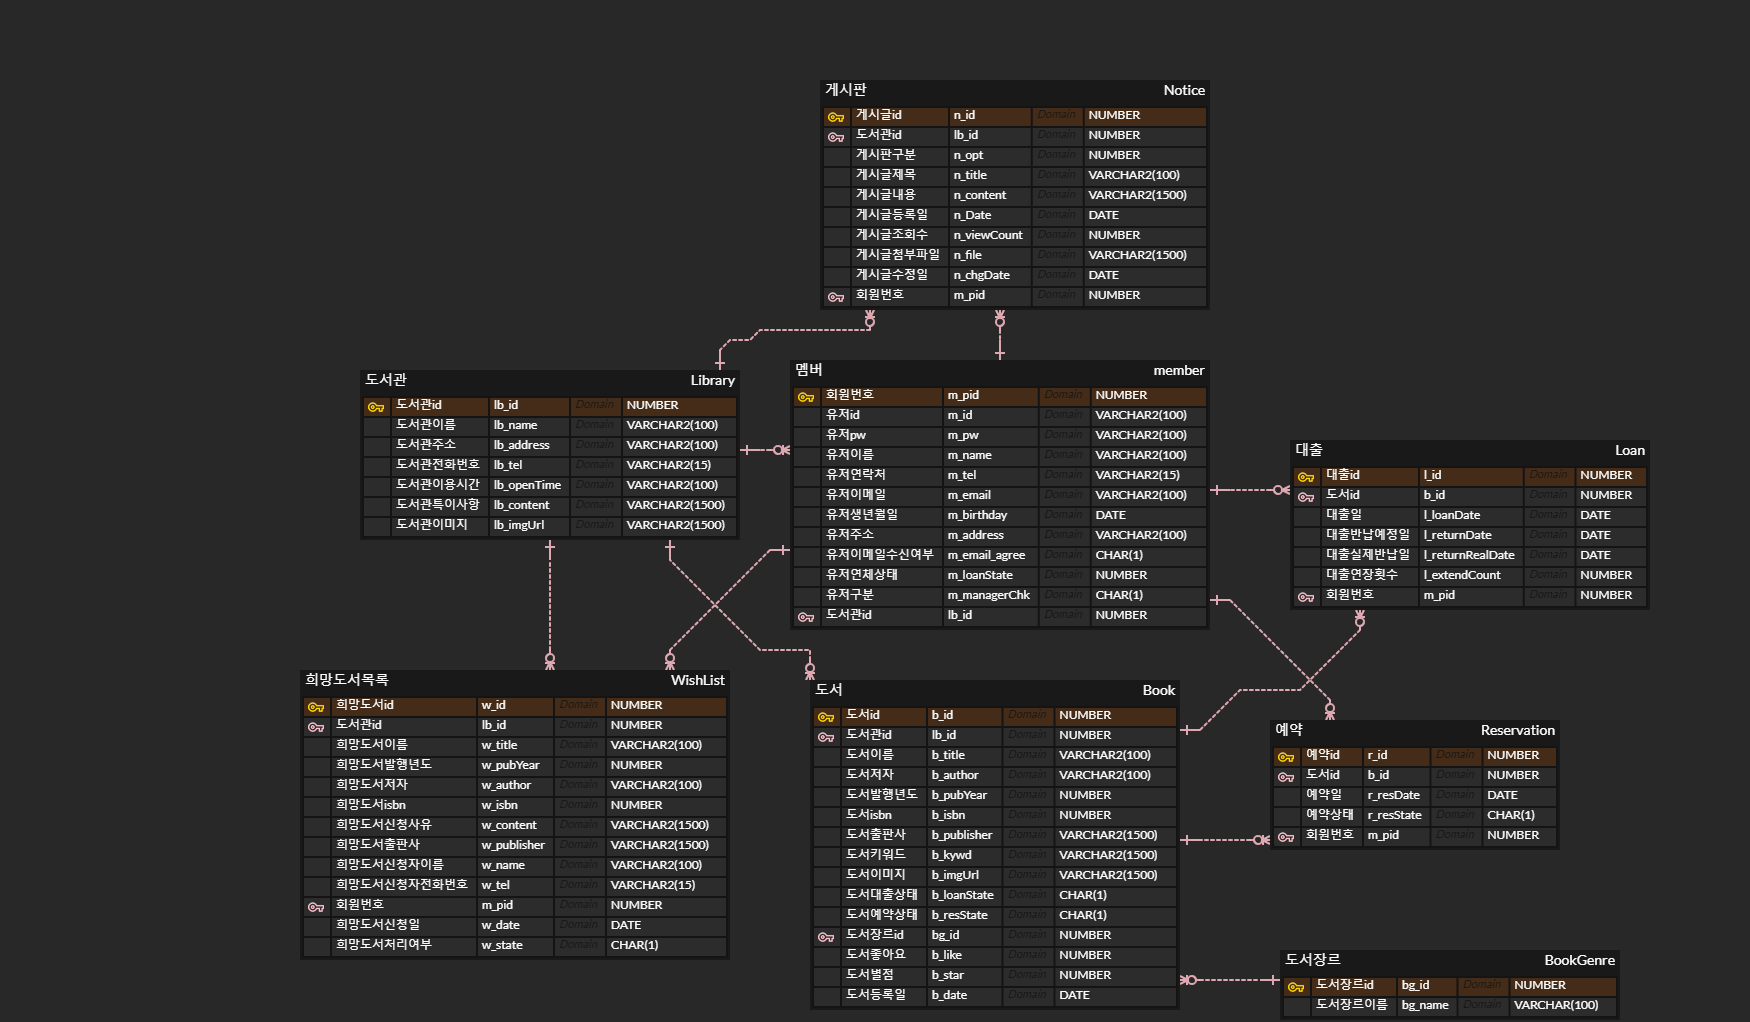 게시판 Notice
게시글id n_id Domain NUMBER
도서관id lb_id Domain NUMBER
게시판구분 n_opt Domain NUMBER
게시글제목 n_title Domain VARCHAR2(100)
게시글내용 n_content Domain VARCHAR2(1500)
게시글등록일 n_Date Domain DATE
게시글조회수 n_viewCount Domain NUMBER
게시글첨부파일 n_file Domain VARCHAR2(1500)
게시글수정일 n_chgDate Domain DATE
회원번호 m_pid Domain NUMBER
도서관 Library
도서관id lb_id Domain NUMBER
도서관이름 lb_name Domain VARCHAR2(100)
도서관주소 lb_address Domain VARCHAR2(100)
도서관전화번호 lb_tel Domain VARCHAR2(15)
도서관이용시간 lb_openTime Domain VARCHAR2(100)
도서관특이사항 lb_content Domain VARCHAR2(1500)
도서관이미지 lb_imgUrl Domain VARCHAR2(1500)
멤버 member
회원번호 m_pid Domain NUMBER
유저id m_id Domain VARCHAR2(100)
유저pw m_pw Domain VARCHAR2(100)
유저이름 m_name Domain VARCHAR2(100)
유저연락처 m_tel Domain VARCHAR2(15)
유저이메일 m_email Domain VARCHAR2(100)
유저생년월일 m_birthday Domain DATE
유저주소 m_address Domain VARCHAR2(100)
유저이메일수신여부 m_email_agree Domain CHAR(1)
유저연체상태 m_loanState Domain NUMBER
유저구분 m_managerChk Domain CHAR(1)
도서관id lb_id Domain NUMBER
대출 Loan
대출id l_id Domain NUMBER
도서id b_id Domain NUMBER
대출일 l_loanDate Domain DATE
대출반납예정일 l_returnDate Domain DATE
대출실제반납일 l_returnRealDate Domain DATE
대출연장횟수 l_extendCount Domain NUMBER
회원번호 m_pid Domain NUMBER
희망도서목록 WishList
희망도서id w_id Domain NUMBER
도서관id lb_id Domain NUMBER
희망도서이름 w_title Domain VARCHAR2(100)
희망도서발행년도 w_pubYear Domain NUMBER
희망도서저자 w_author Domain VARCHAR2(100)
희망도서isbn w_isbn Domain NUMBER
희망도서신청사유 w_content Domain VARCHAR2(1500)
희망도서출판사 w_publisher Domain VARCHAR2(1500)
희망도서신청자이름 w_name Domain VARCHAR2(100)
희망도서신청자전화번호 w_tel Domain VARCHAR2(15)
회원번호 m_pid Domain NUMBER
희망도서신청일 w_date Domain DATE
희망도서처리여부 w_state Domain CHAR(1)
도서 Book
도서id b_id Domain NUMBER
도서관id lb_id Domain NUMBER
도서이름 b_title Domain VARCHAR2(100)
도서저자 b_author Domain VARCHAR2(100)
도서발행년도 b_pubYear Domain NUMBER
도서isbn b_isbn Domain NUMBER
도서출판사 b_publisher Domain VARCHAR2(1500)
도서키워드 b_kywd Domain VARCHAR2(1500)
도서이미지 b_imgUrl Domain VARCHAR2(1500)
도서대출상태 b_loanState Domain CHAR(1)
도서예약상태 b_resState Domain CHAR(1)
도서장르id bg_id Domain NUMBER
도서좋아요 b_like Domain NUMBER
도서별점 b_star Domain NUMBER
도서등록일 b_date Domain DATE
예약 Reservation
예약id r_id Domain NUMBER
도서id b_id Domain NUMBER
예약일 r_resDate Domain DATE
예약상태 r_resState Domain CHAR(1)
회원번호 m_pid Domain NUMBER
도서장르 BookGenre
도서장르id bg_id Domain NUMBER
도서장르이름 bg_name Domain VARCHAR(100)